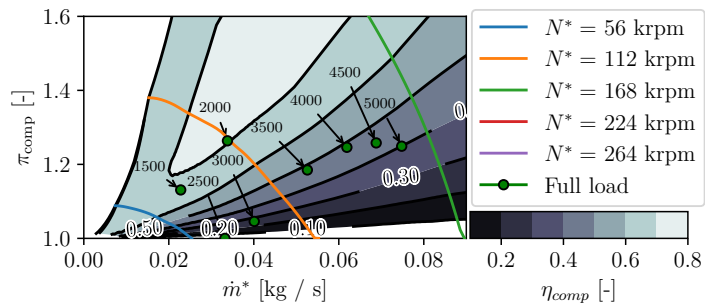 1.6
1.4
1.2
1.0
π_comp [-]
4500
4000
5000
2000
3500
3000
1500
2500
0.30
0.50
0.20
0.10
0.00 0.02 0.04 0.06 0.08
ṁ* [kg / s]
N* = 56 krpm
N* = 112 krpm
N* = 168 krpm
N* = 224 krpm
N* = 264 krpm
Full load
0.2 0.4 0.6 0.8
η_comp [-]